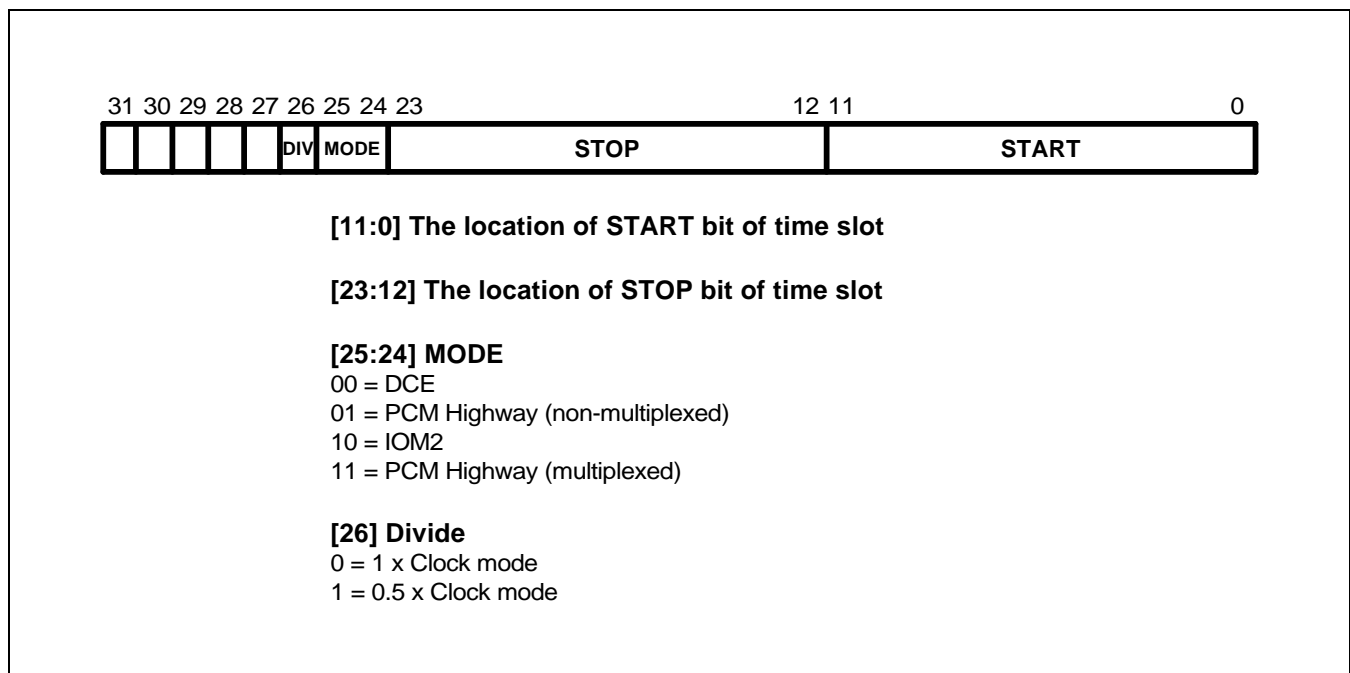 31 30 29 28 27 26 25 24 23 12 11 0
DIV MODE STOP START
[11:0] The location of START bit of time slot
[23:12] The location of STOP bit of time slot
[25:24] MODE
00 = DCE
01 = PCM Highway (non-multiplexed)
10 = IOM2
11 = PCM Highway (multiplexed)
[26] Divide
0 = 1 x Clock mode
1 = 0.5 x Clock mode